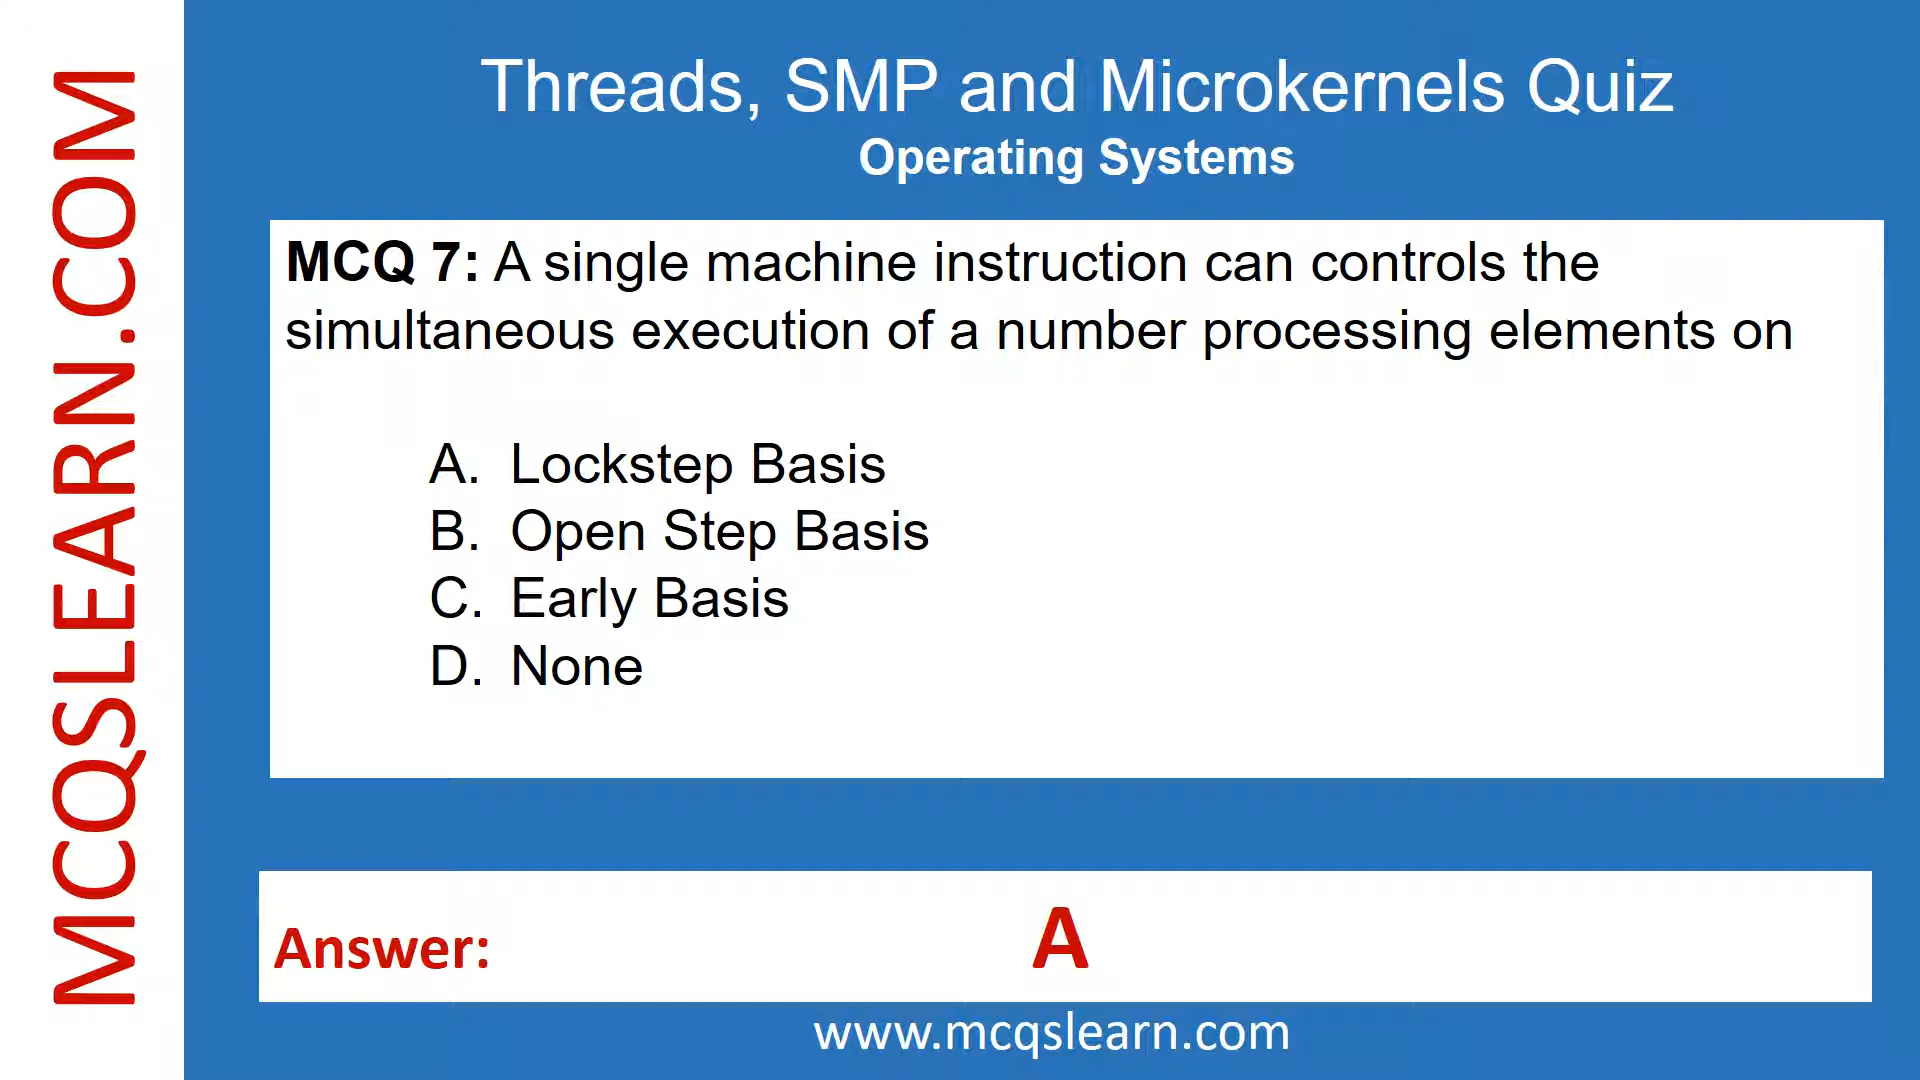 MCQSLEARN.COM
Threads, SMP and Microkernels Quiz
Operating Systems
MCQ 7: A single machine instruction can controls the
simultaneous execution of a number processing elements on
A. Lockstep Basis
B. Open Step Basis
C. Early Basis
D. None
Answer: A
www.mcqslearn.com